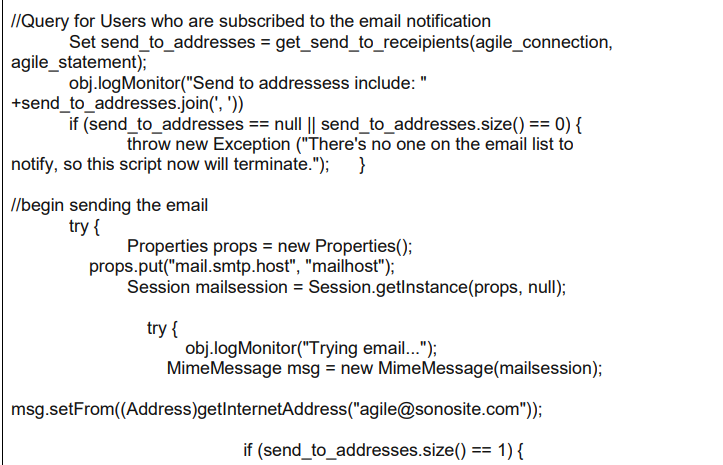 //Query for Users who are subscribed to the email notification
Set send_to_addresses = get_send_to_receipients(agile_connection,
agile_statement);
obj.logMonitor("Send to addressess include: "
+send_to_addresses.join(', '))
if (send_to_addresses == null || send_to_addresses.size() == 0) {
throw new Exception ("There's no one on the email list to
notify, so this script now will terminate."); }
//begin sending the email
try {
Properties props = new Properties();
props.put("mail.smtp.host", "mailhost");
Session mailsession = Session.getInstance(props, null);
try {
obj.logMonitor("Trying email...");
MimeMessage msg = new MimeMessage(mailsession);
msg.setFrom((Address)getInternetAddress("agile@sonosite.com"));
if (send_to_addresses.size() == 1) {